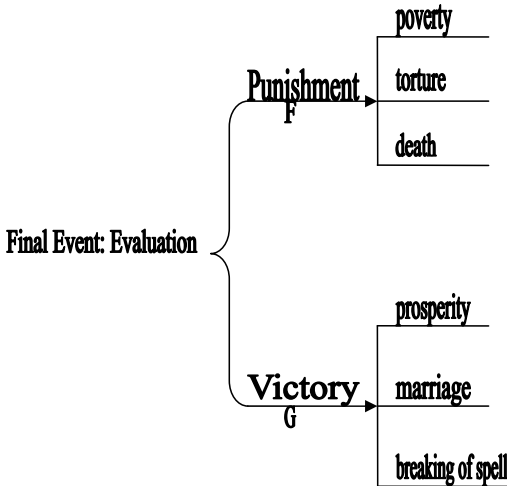 poverty
Punishment
F
torture
death
Final Event: Evaluation
prosperity
Victory
G
marriage
breaking of spell